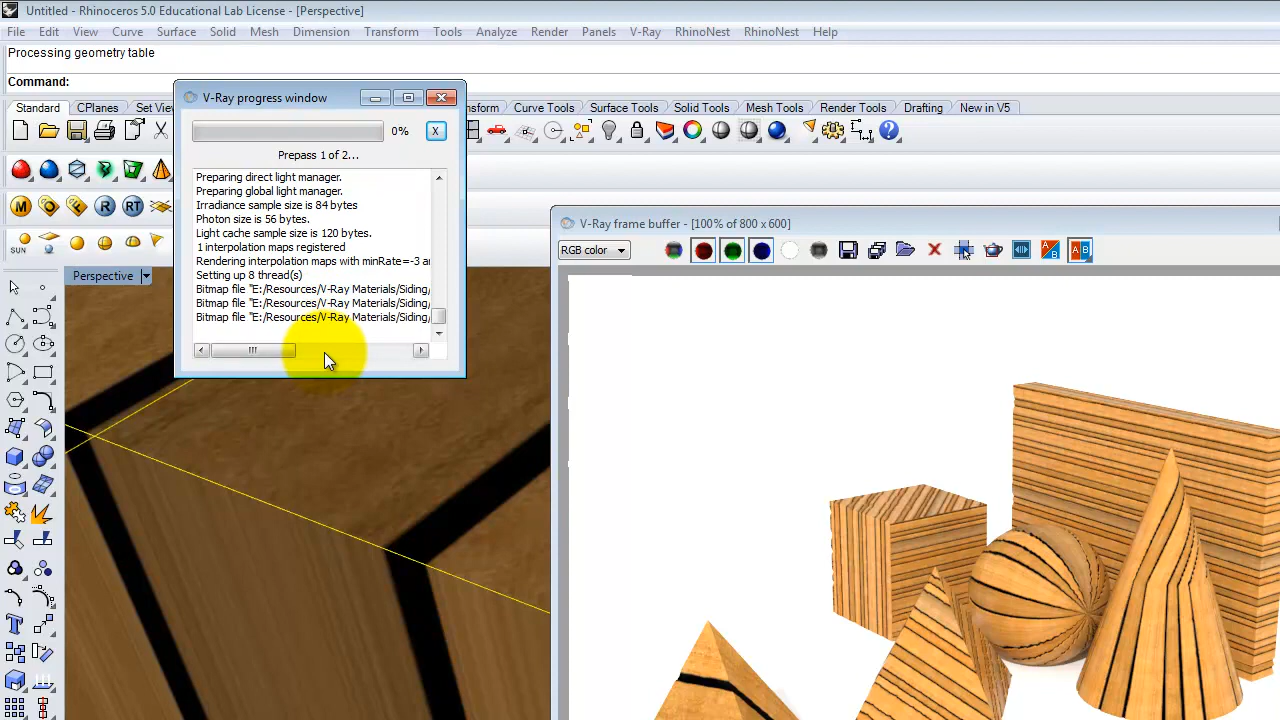 Untitled - Rhinoceros 5.0 Educational Lab License - [Perspective]
File Edit View Curve Surface Solid Mesh Dimension Transform Tools Analyze Render Panels V-Ray RhinoNest RhinoNest Help
Processing geometry table
Command:
V-Ray progress window
Standard CPlanes Set Vie nsform Curve Tools Surface Tools Solid Tools Mesh Tools Render Tools Drafting New in V5
0% X
Prepass 1 of 2...
Preparing direct light manager.
Preparing global light manager.
Irradiance sample size is 84 bytes
Photon size is 56 bytes.
Light cache sample size is 120 bytes.
1 interpolation maps registered
Rendering interpolation maps with minrate=-3 an
Setting up 8 thread(s)
Bitmap file "E:/Resources/V-Ray Materials/Siding/
Bitmap file "E:/Resources/V-Ray Materials/Siding/
Bitmap file "E:/Resources/V-Ray Materials/Siding/
M O F R RT
SUN
Perspective
V-Ray frame buffer - [100% of 800 x 600]
RGB color